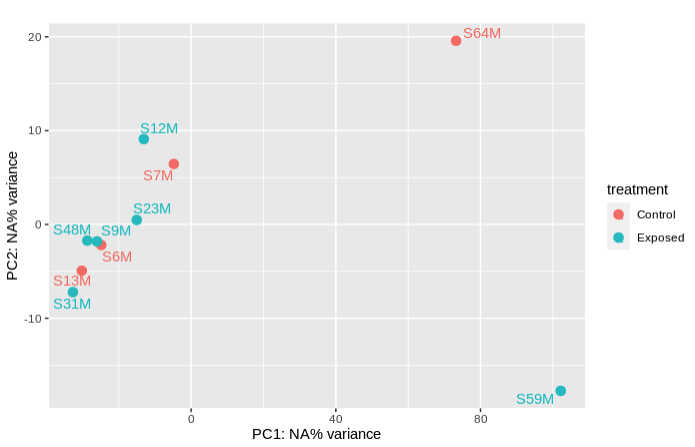 20
10
0
-10
PC2: NA% variance
S64M
S12M
S7M
S23M
S48M
S9M
S6M
S13M
S31M
S59M
0
40
80
PC1: NA% variance
treatment
Control
Exposed